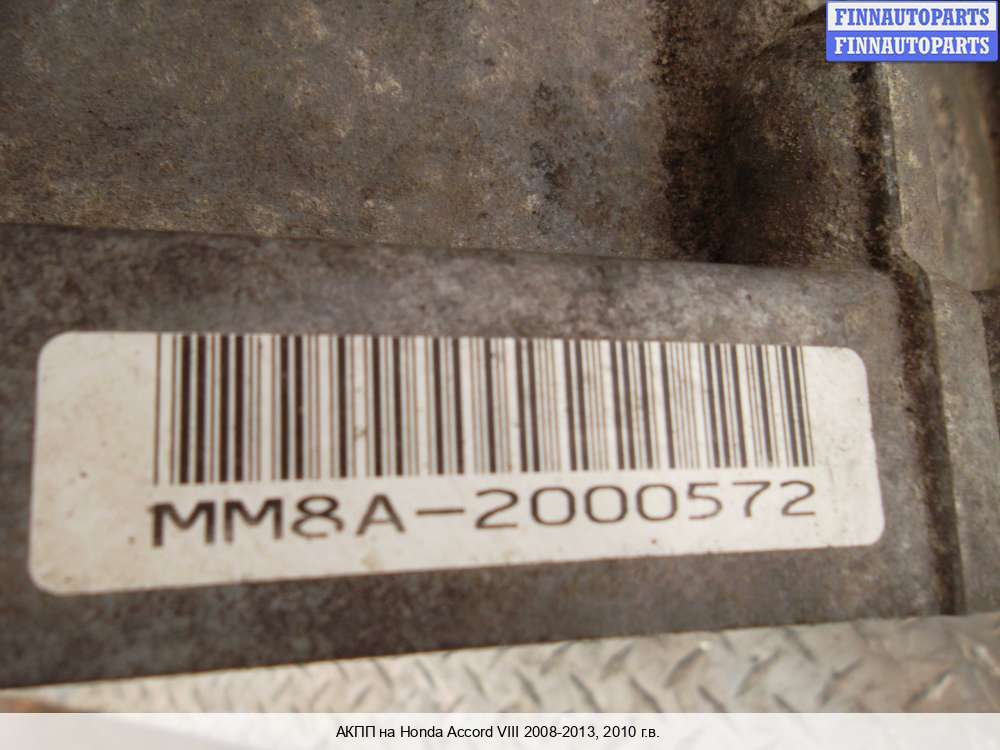 FINNAUTOPARTS
FINNAUTOPARTS
MM8A-2000572
АКПП на Honda Accord VIII 2008-2013, 2010 г.в.